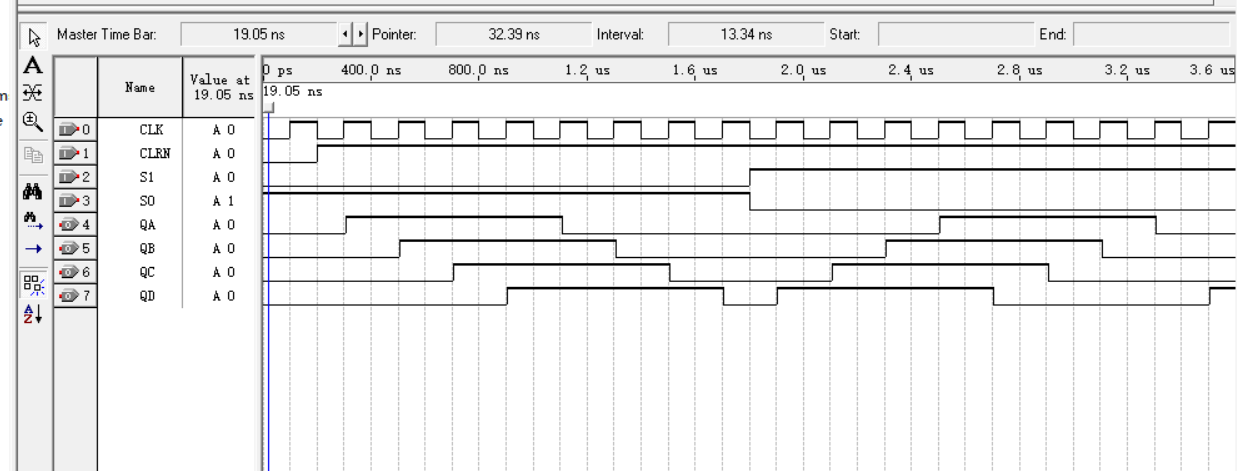 Master Time Bar: 19.05 ns Pointer: 32.39 ns Interval: 13.34 ns Start: End:
Name Value at 19.05 ns
0 ps 400.0 ns 800.0 ns 1.2 us 1.6 us 2.0 us 2.4 us 2.8 us 3.2 us 3.6 us
19.05 ns
0 CLK A 0
1 CLRN A 0
2 S1 A 0
3 S0 A 1
4 QA A 0
5 QB A 0
6 QC A 0
7 QD A 0